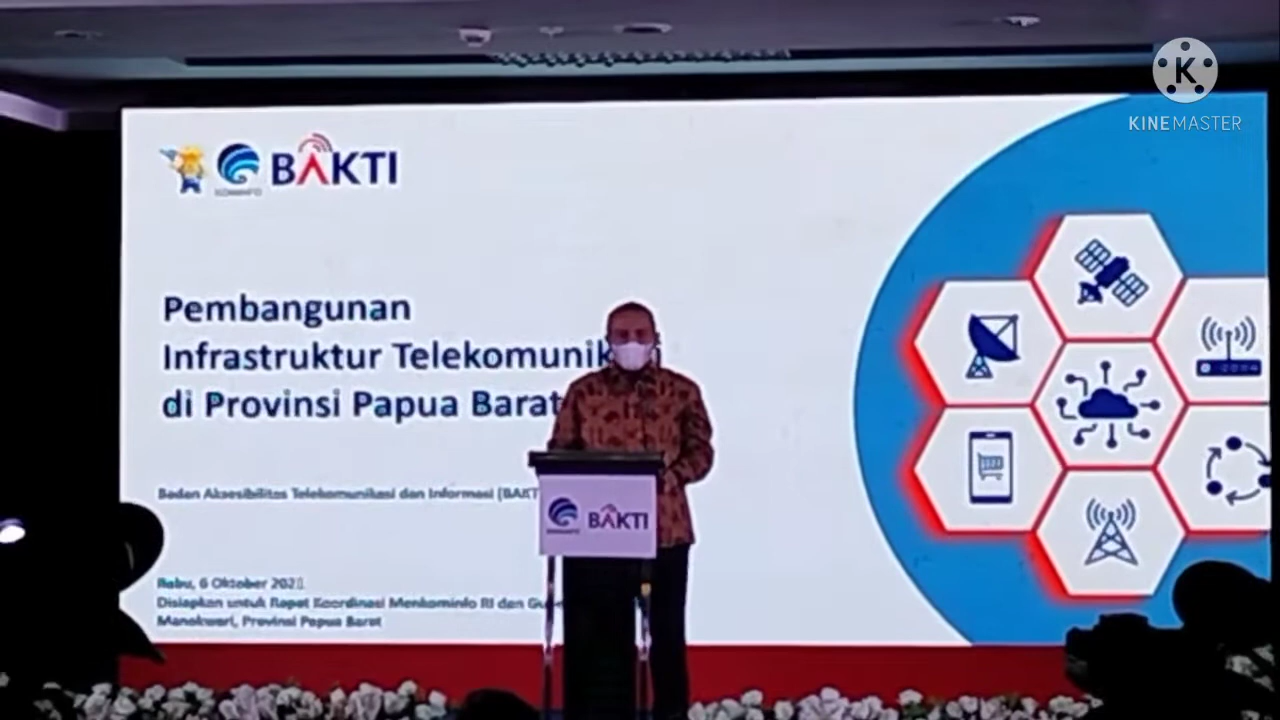 K
KINEMASTER
KOMINFO
BAKTI
Pembangunan
Infrastruktur Telekomunik
di Provinsi Papua Barat
Badan Aksesibilitas Telekomunikasi dan Informasi (BAKT
BAKTI
Rabu, 6 Oktober 2021
Disiapkan untuk Rapat Koordinasi Menkominfo RI dan Gu
Manokwari, Provinsi Papua Barat